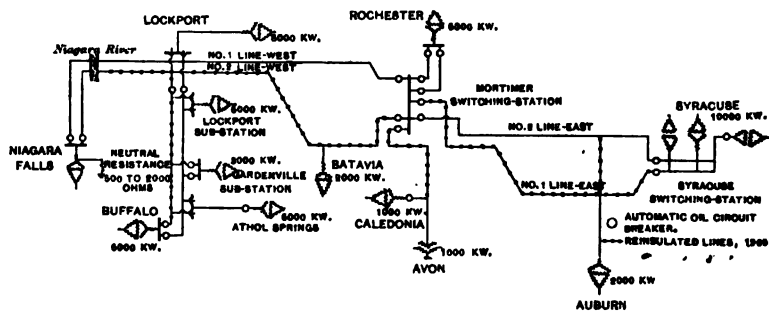 LOCKPORT
5000 KW.
ROCHESTER
6000 KW.
Niagara River
NO.1 LINE-WEST
NO.2 LINE-WEST
MORTIMER
SWITCHING-STATION
LOCKPORT
SUB-STATION
5000 KW.
SYRACUSE
10000 KW.
NO.2 LINE-EAST
NIAGARA
FALLS
NEUTRAL
RESISTANCE
500 TO 2000
OHMS
2000 KW.
GARDENVILLE
SUB-STATION
BATAVIA
2000 KW.
NO.1 LINE-EAST
SYRACUSE
SWITCHING-STATION
BUFFALO
5000 KW.
5000 KW.
ATHOL SPRINGS
1000 KW.
CALEDONIA
AUTOMATIC OIL CIRCUIT
BREAKER.
REINSULATED LINES,
1000 KW.
AVON
2000 KW
AUBURN